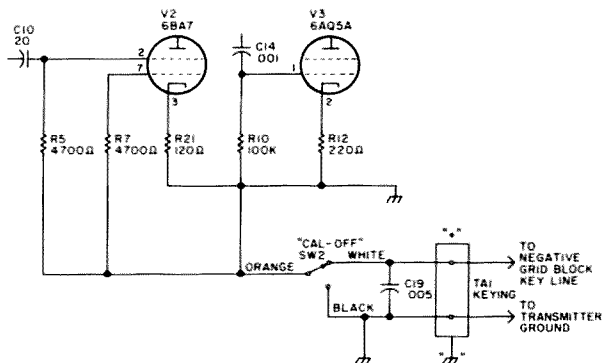 C10
20
V2
6BA7
2
7
3
V3
6AQ5A
C14
.001
1
2
R5
4700Ω
R7
4700Ω
R21
120Ω
R10
100K
R12
220Ω
"CAL-OFF"
SW2
ORANGE
WHITE
BLACK
C19
.005
"+"
TA1
KEYING
"-"
TO
NEGATIVE
GRID BLOCK
KEY LINE
TO
TRANSMITTER
GROUND